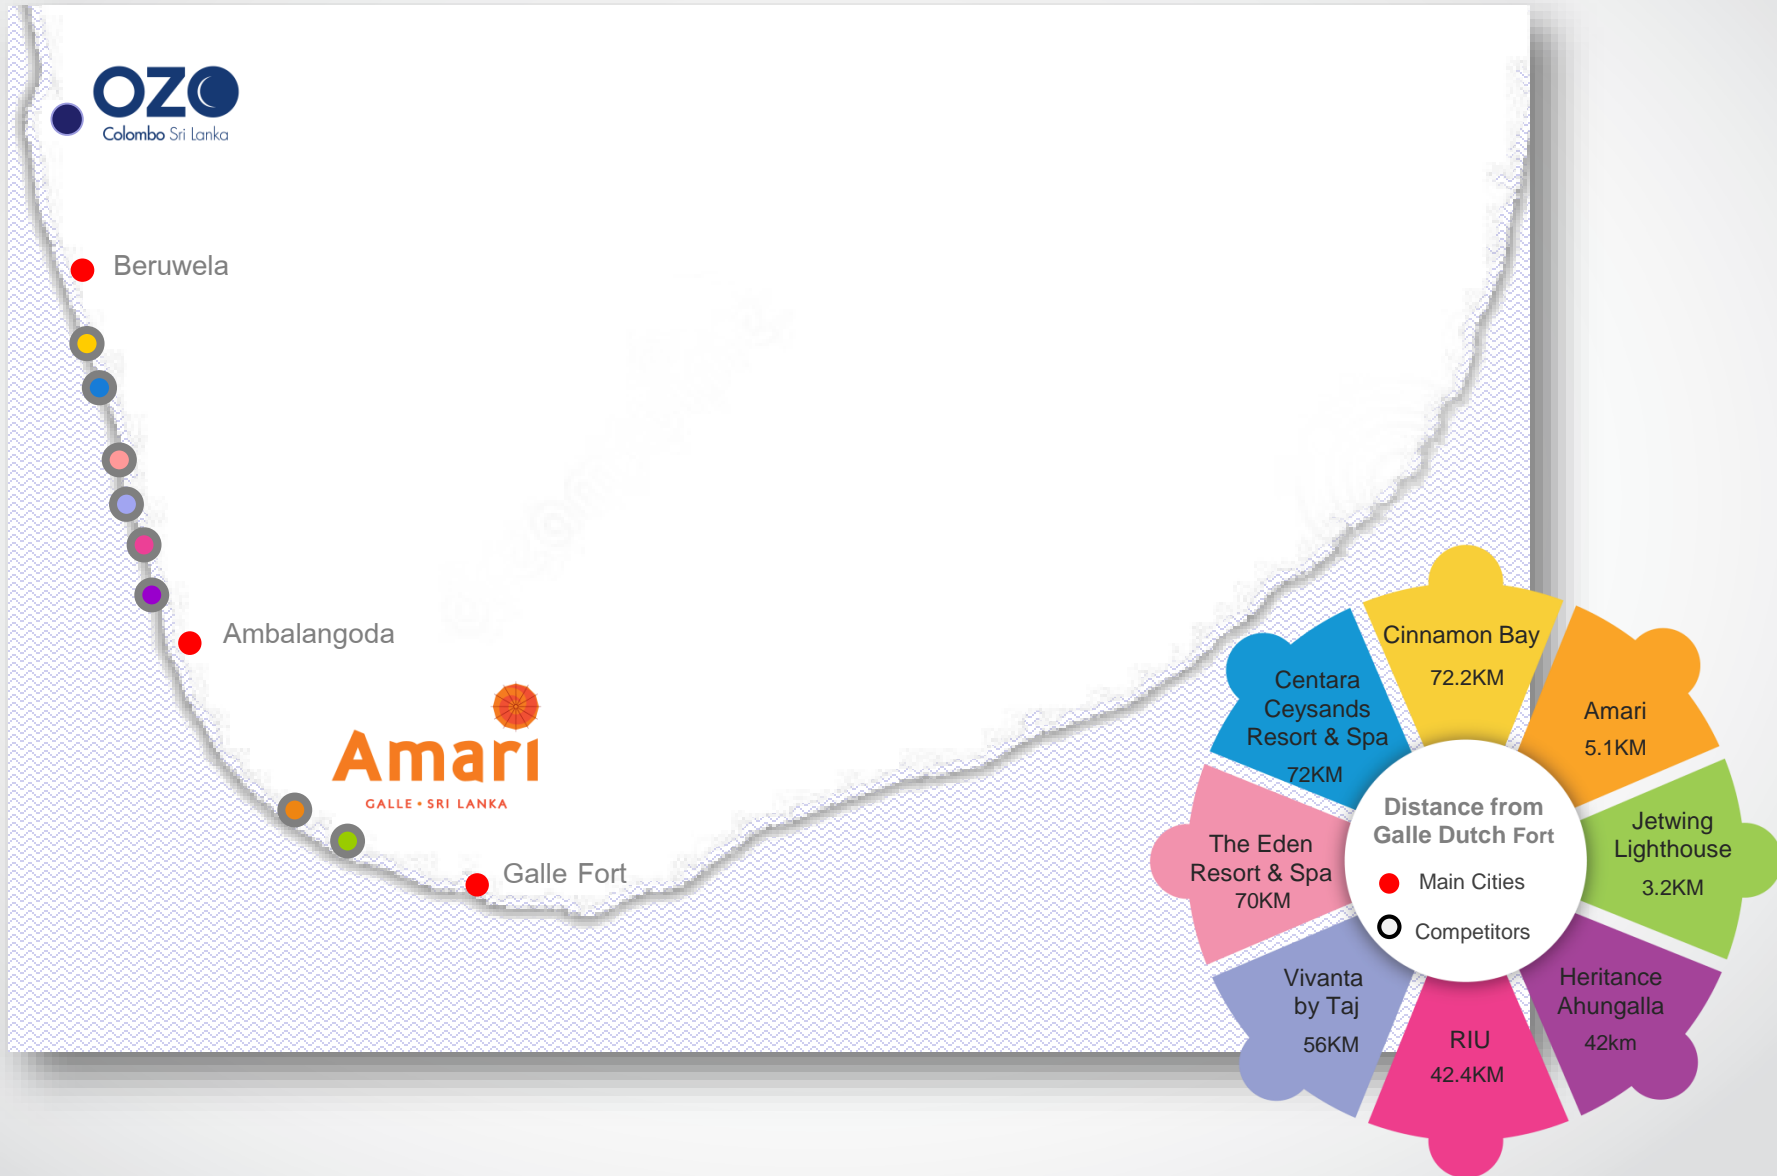 OZO
Colombo Sri Lanka
Beruwela
Ambalangoda
Amari
GALLE • SRI LANKA
Galle Fort
Cinnamon Bay
72.2KM
Amari
5.1KM
Jetwing
Lighthouse
3.2KM
Heritance
Ahungalla
42km
RIU
42.4KM
Vivanta
by Taj
56KM
The Eden
Resort & Spa
70KM
Centara
Ceysands
Resort & Spa
72KM
Distance from
Galle Dutch Fort
Main Cities
Competitors